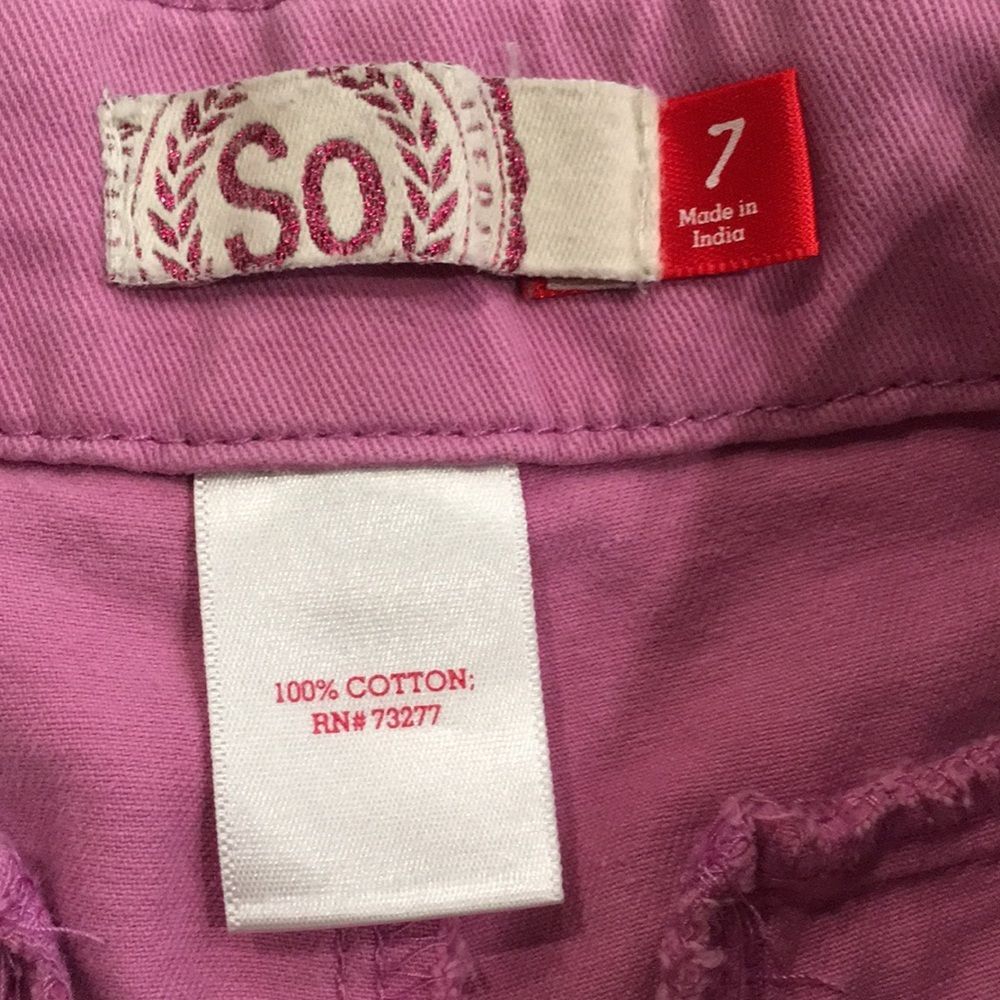 So
7
Made in
India
100% COTTON;
RN# 73277